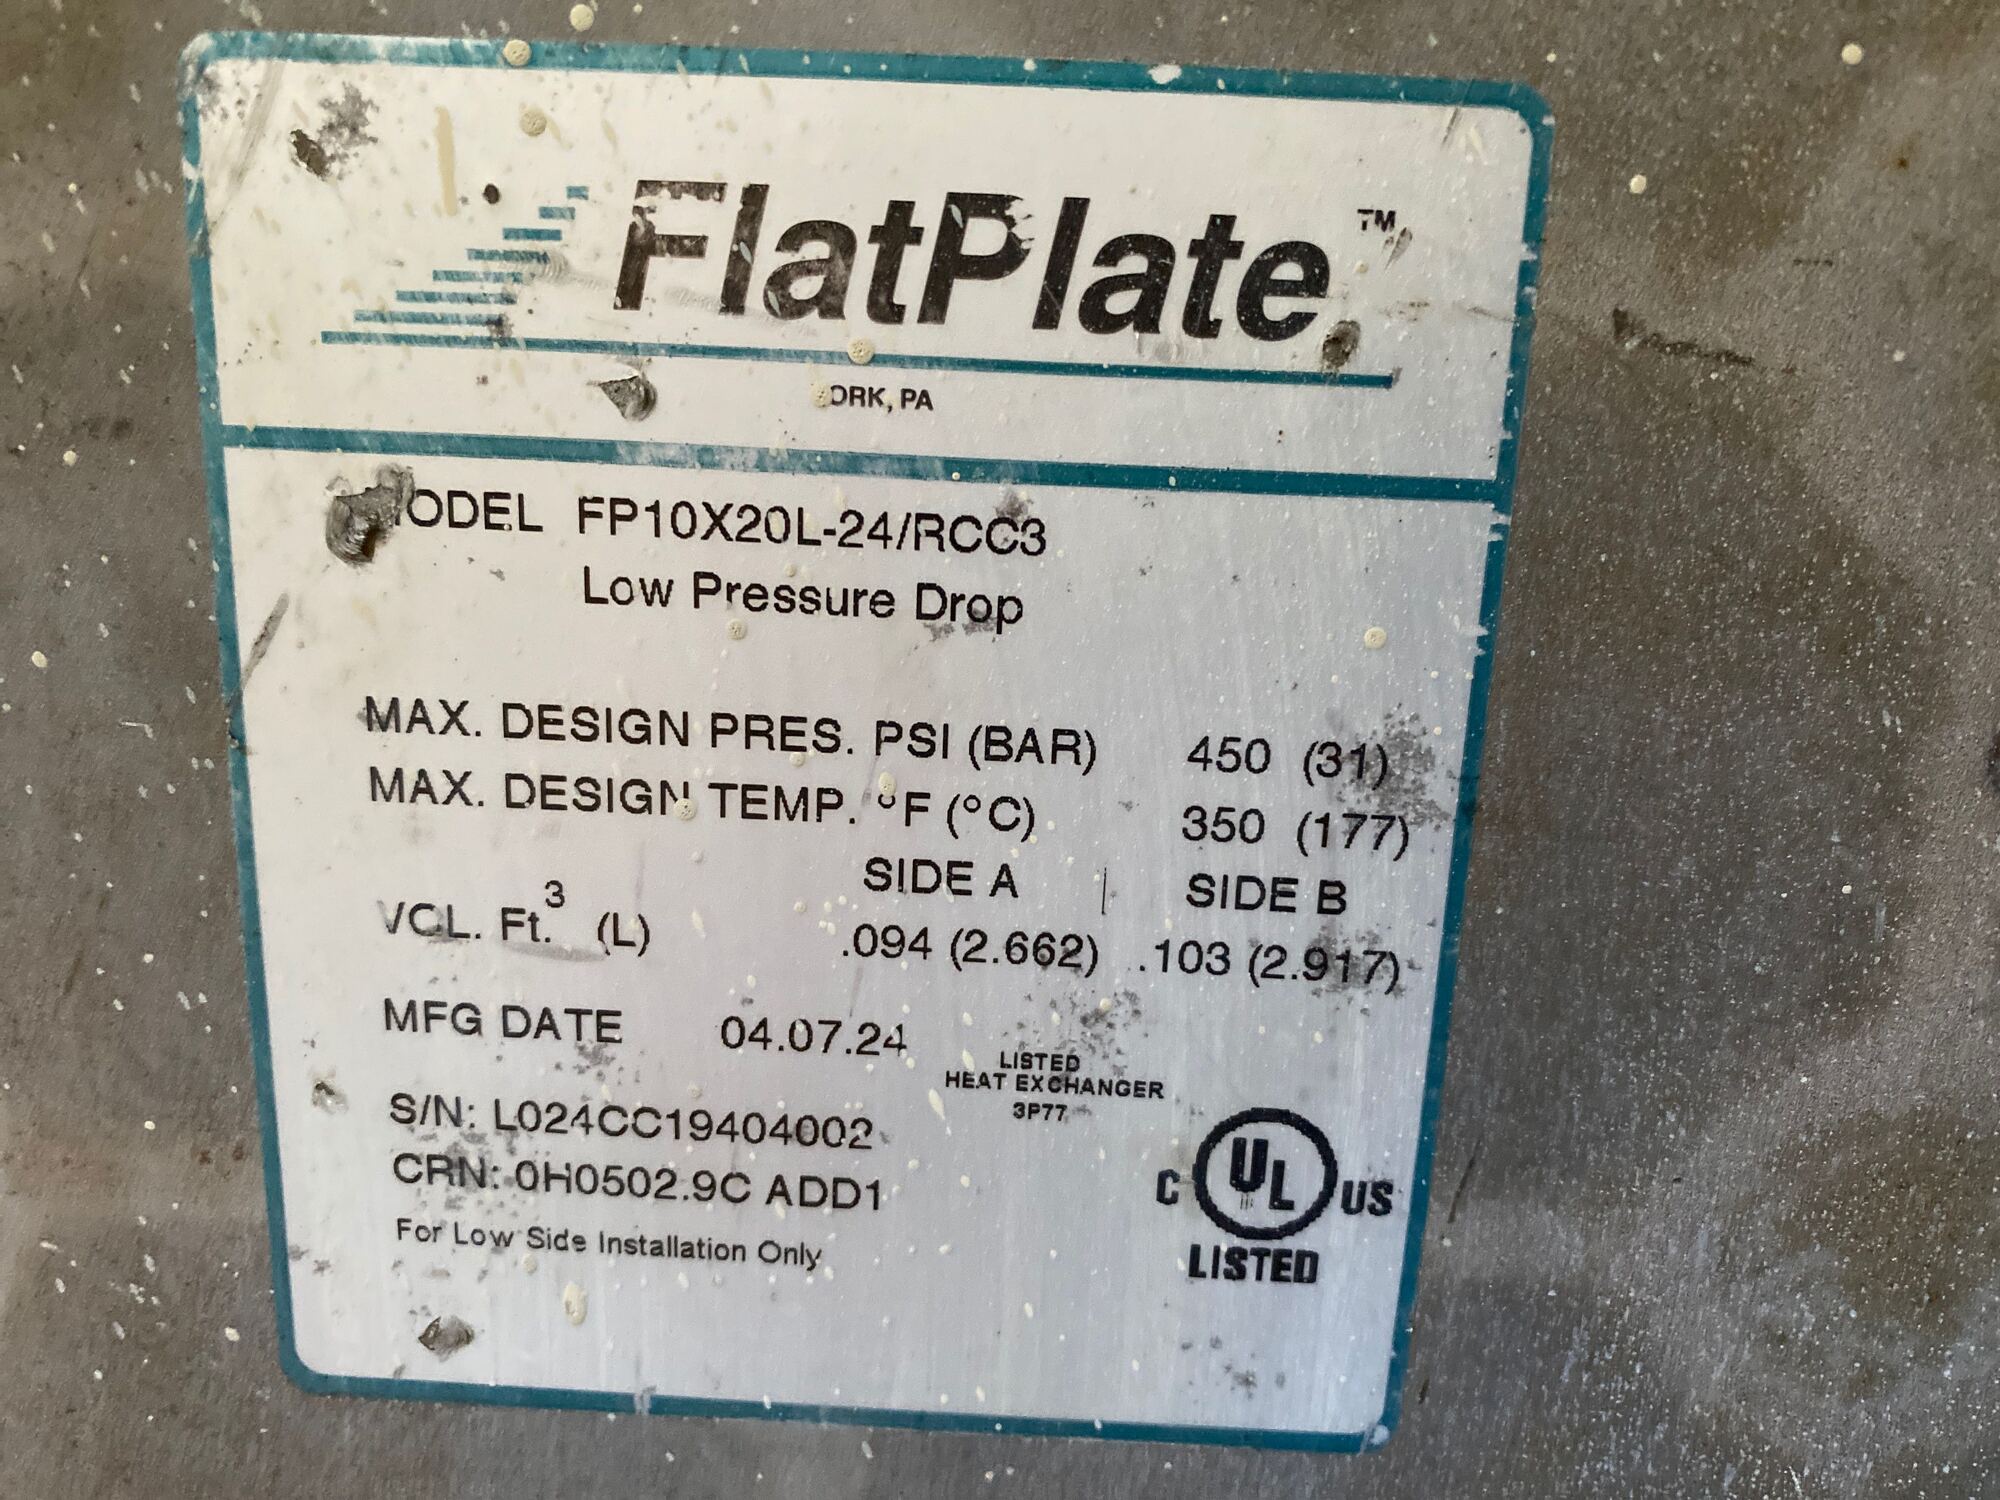 FlatPlate™
YORK, PA
MODEL FP10X20L-24/RCC3
Low Pressure Drop
MAX. DESIGN PRES. PSI (BAR) 450 (31)
MAX. DESIGN TEMP. °F (°C) 350 (177)
SIDE A | SIDE B
VOL. Ft.³ (L) .094 (2.662) .103 (2.917)
MFG DATE 04.07.24
LISTED
HEAT EXCHANGER
3P77
S/N: L024CC19404002
CRN: 0H0502.9C ADD1
For Low Side Installation Only
C UL US
LISTED